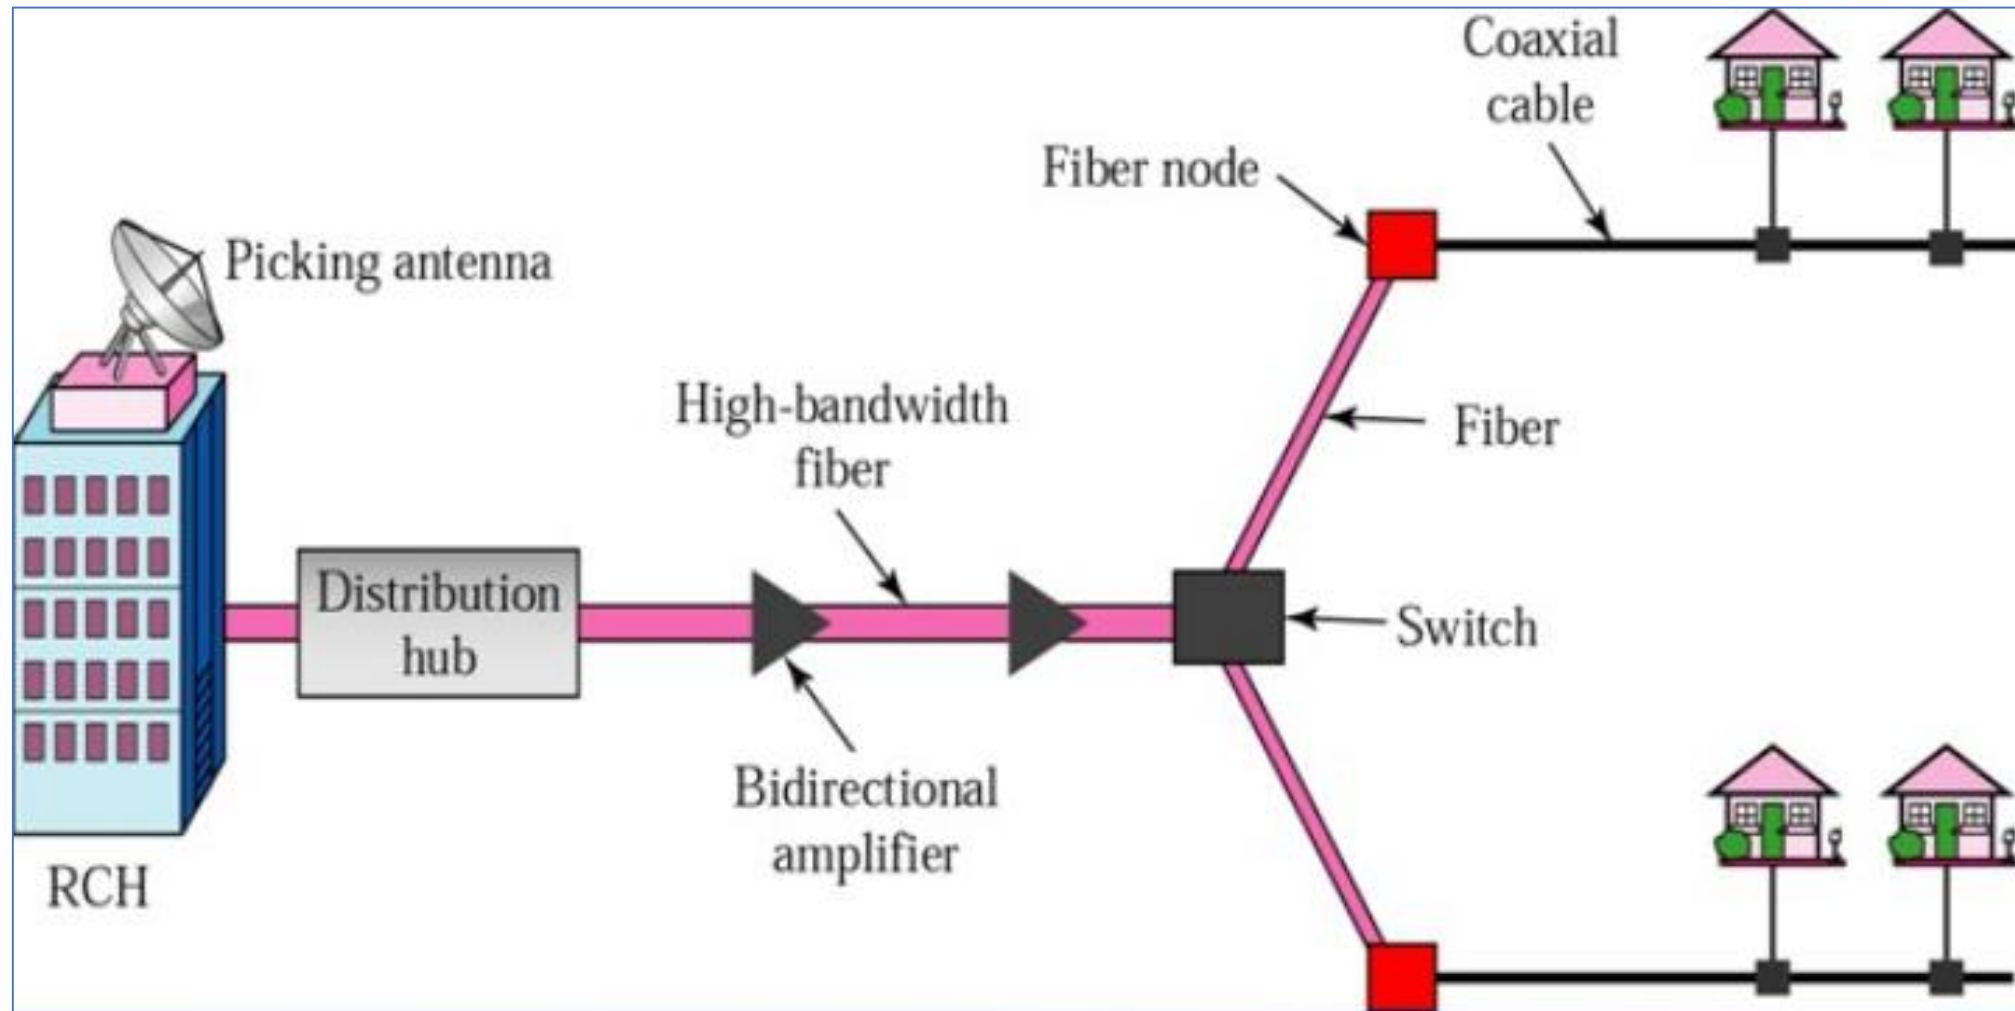 Coaxial
cable
Fiber node
Picking antenna
High-bandwidth
fiber
Fiber
Distribution
hub
Switch
Bidirectional
amplifier
RCH